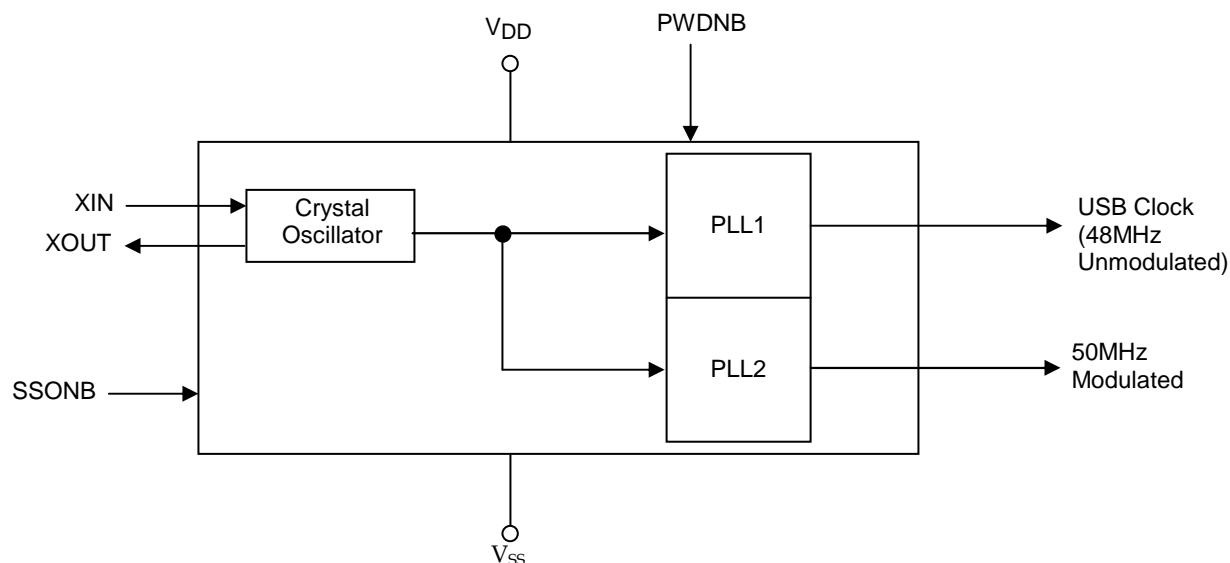 VDD
PWDNB
XIN
XOUT
Crystal
Oscillator
PLL1
USB Clock
(48MHz
Unmodulated)
SSONB
PLL2
50MHz
Modulated
VSS